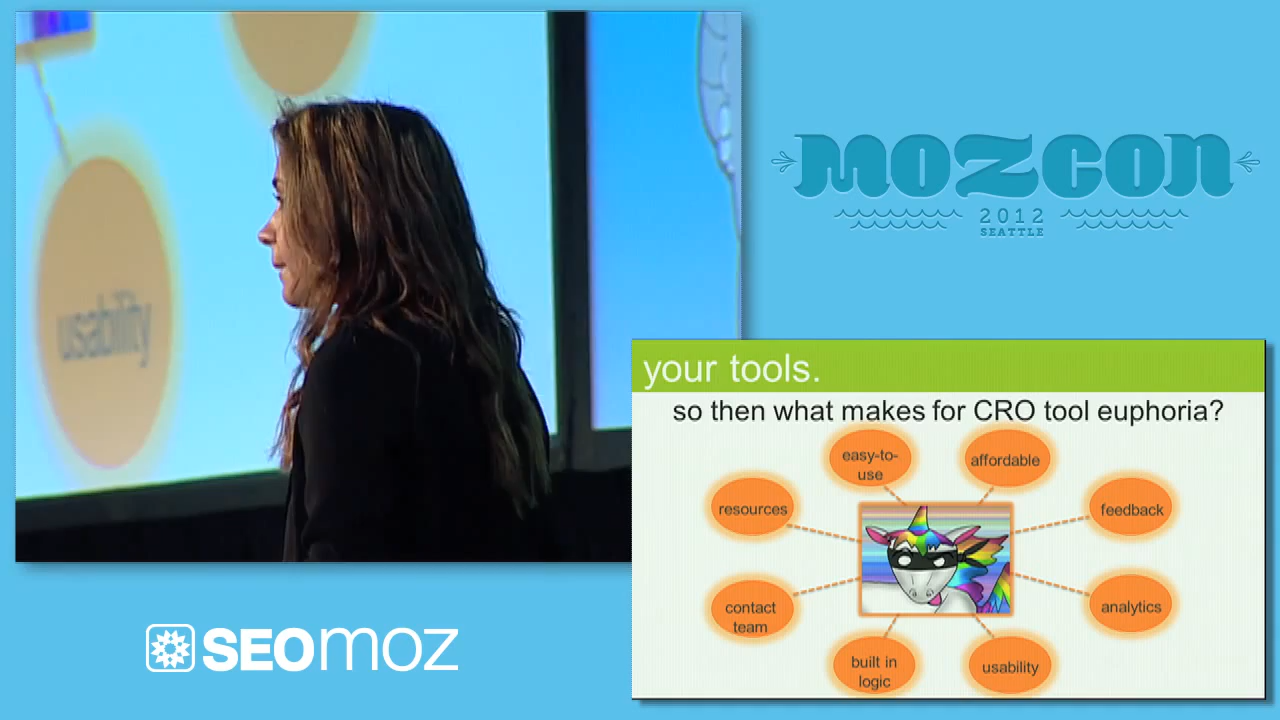 usability
MOZCON
2012
SEATTLE
your tools.
so then what makes for CRO tool euphoria?
easy-to-
use
affordable
resources
feedback
contact
team
analytics
built in
logic
usability
SEOmoz